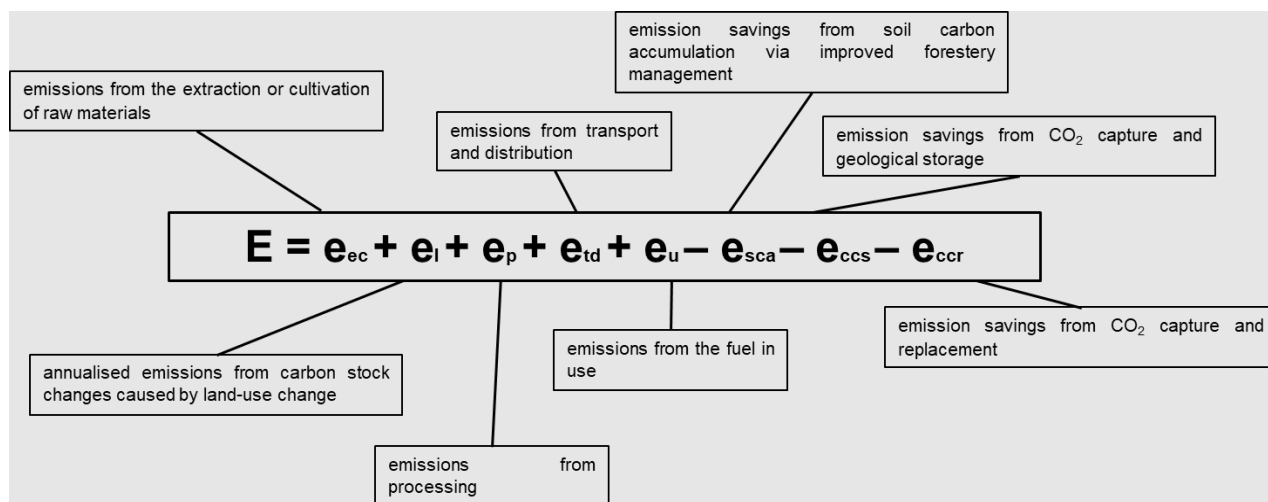 emission savings from soil carbon
accumulation via improved forestery
management
emissions from the extraction or cultivation
of raw materials
emissions from transport
and distribution
emission savings from CO₂ capture and
geological storage
E = eec + el + ep + etd + eu – esca – eccs – eccr
annualised emissions from carbon stock
changes caused by land-use change
emissions from the fuel in
use
emission savings from CO₂ capture and
replacement
emissions from
processing